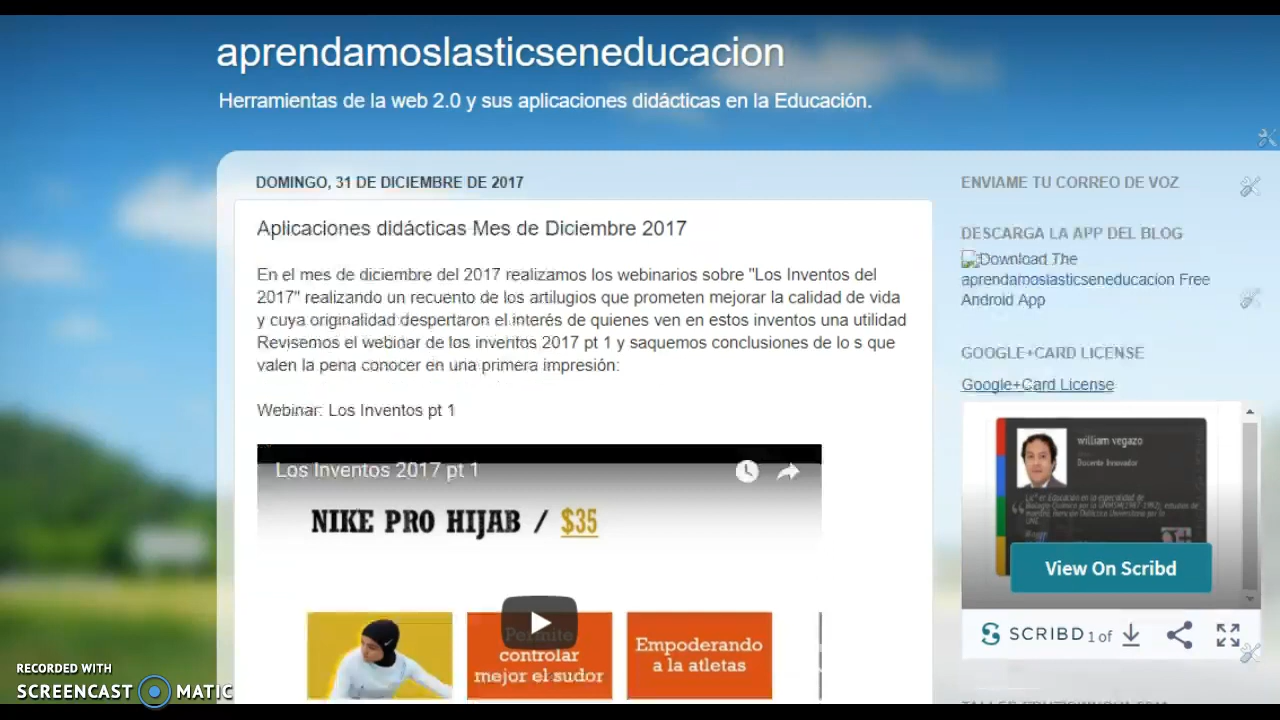 aprendamoslasticseneducacion
Herramientas de la web 2.0 y sus aplicaciones didácticas en la Educación.
DOMINGO, 31 DE DICIEMBRE DE 2017
Aplicaciones didácticas Mes de Diciembre 2017
En el mes de diciembre del 2017 realizamos los webinarios sobre "Los Inventos del
2017" realizando un recuento de los artilugios que prometen mejorar la calidad de vida
y cuya originalidad despertaron el interés de quienes ven en estos inventos una utilidad
Revisemos el webinar de los inventos 2017 pt 1 y saquemos conclusiones de lo s que
valen la pena conocer en una primera impresión:
Webinar: Los Inventos pt 1
Los Inventos 2017 pt 1
NIKE PRO HIJAB / $35
Permite
controlar
mejor el sudor
Empoderando
a la atletas
ENVIAME TU CORREO DE VOZ
DESCARGA LA APP DEL BLOG
Download The
aprendamoslasticseneducacion Free
Android App
GOOGLE+CARD LICENSE
Google+Card License
william vegazo
Docente Innovador
View On Scribd
SCRIBD 1 of
RECORDED WITH
SCREENCAST MATIC